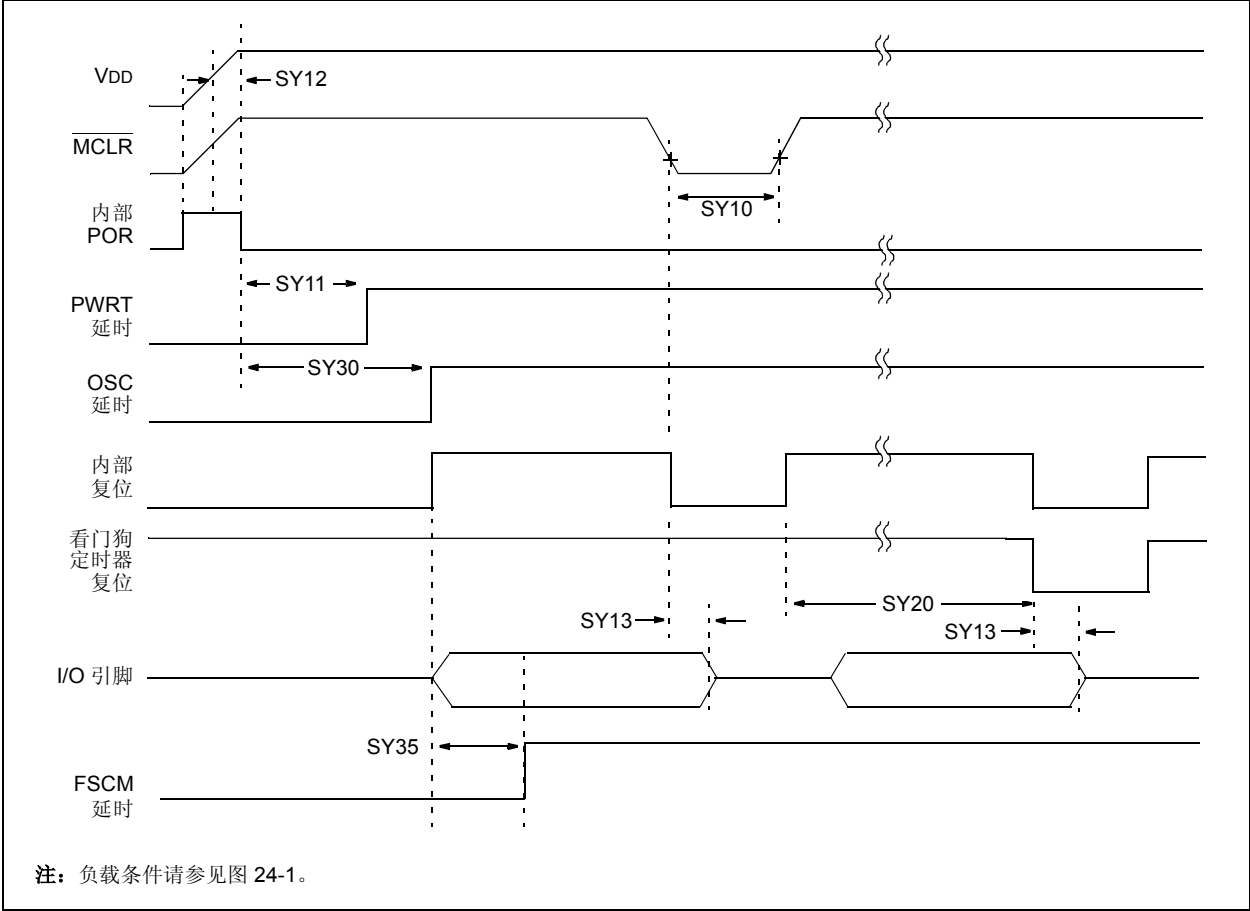 VDD
SY12
MCLR
SY10
内部
POR
SY11
PWRT
延时
SY30
OSC
延时
内部
复位
看门狗
定时器
复位
SY20
SY13
SY13
I/O 引脚
SY35
FSCM
延时
注：负载条件请参见图 24-1。